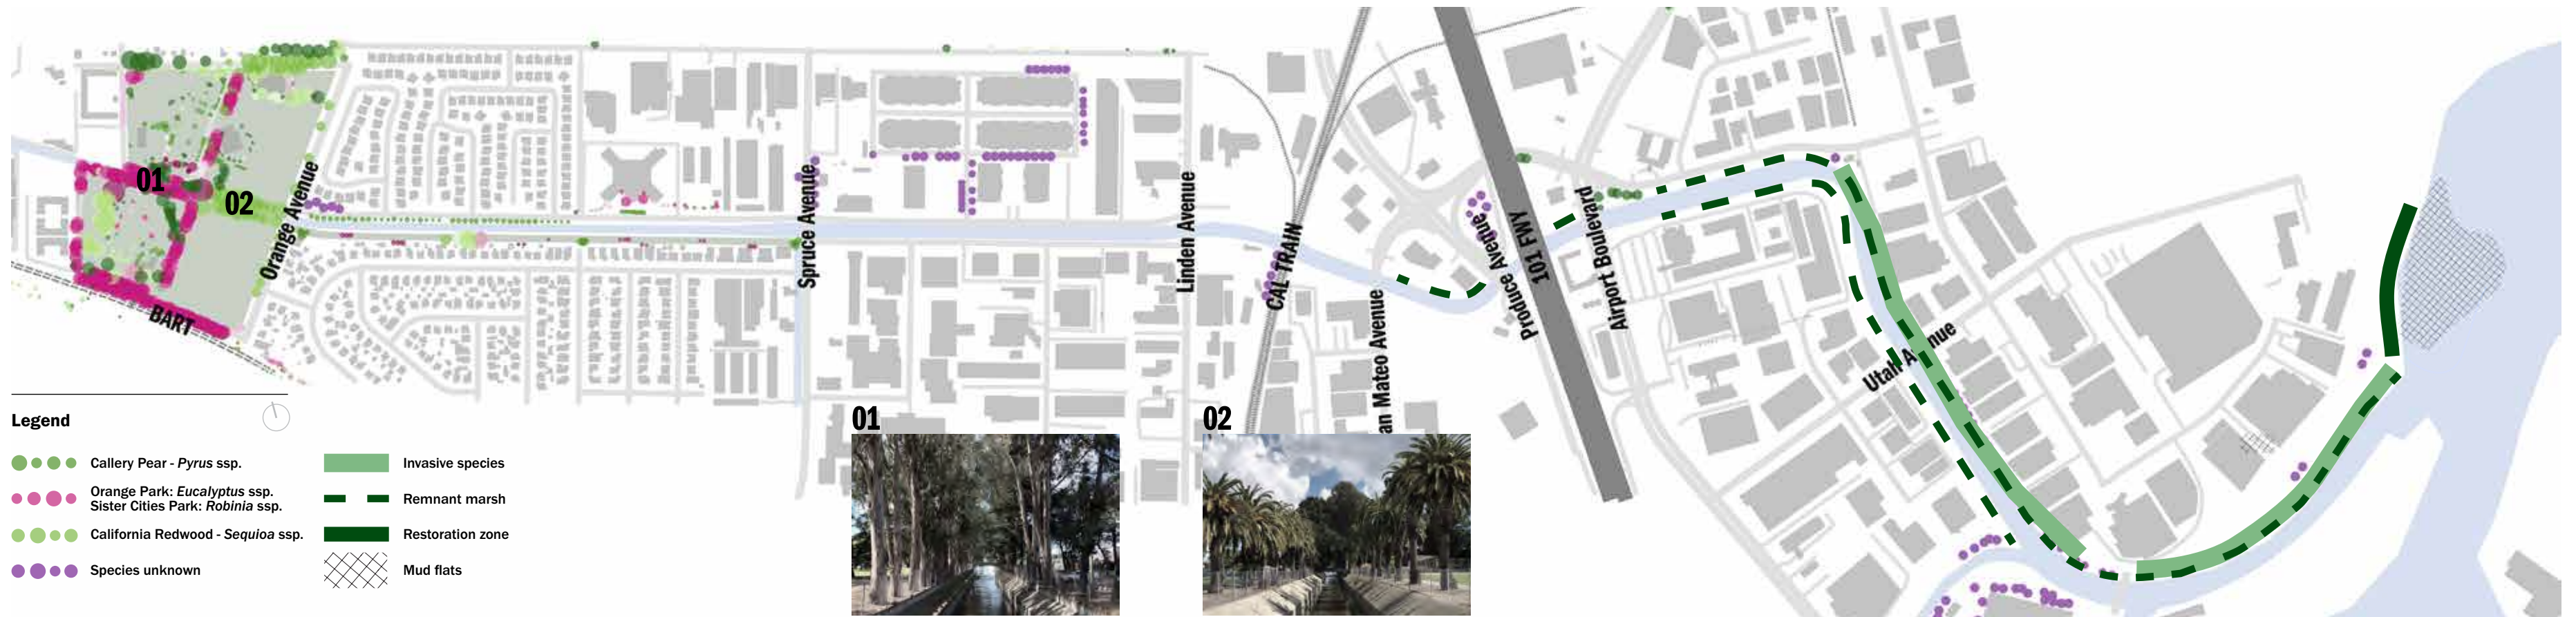 01
02
Orange Avenue
BART
Spruce Avenue
Linden Avenue
CAL TRAIN
an Mateo Avenue
Produce Avenue
101 FWY
Airport Boulevard
Utah Avenue
Legend
Callery Pear - Pyrus ssp.
Orange Park: Eucalyptus ssp.
Sister Cities Park: Robinia ssp.
California Redwood - Sequioa ssp.
Species unknown
Invasive species
Remnant marsh
Restoration zone
Mud flats
01
02